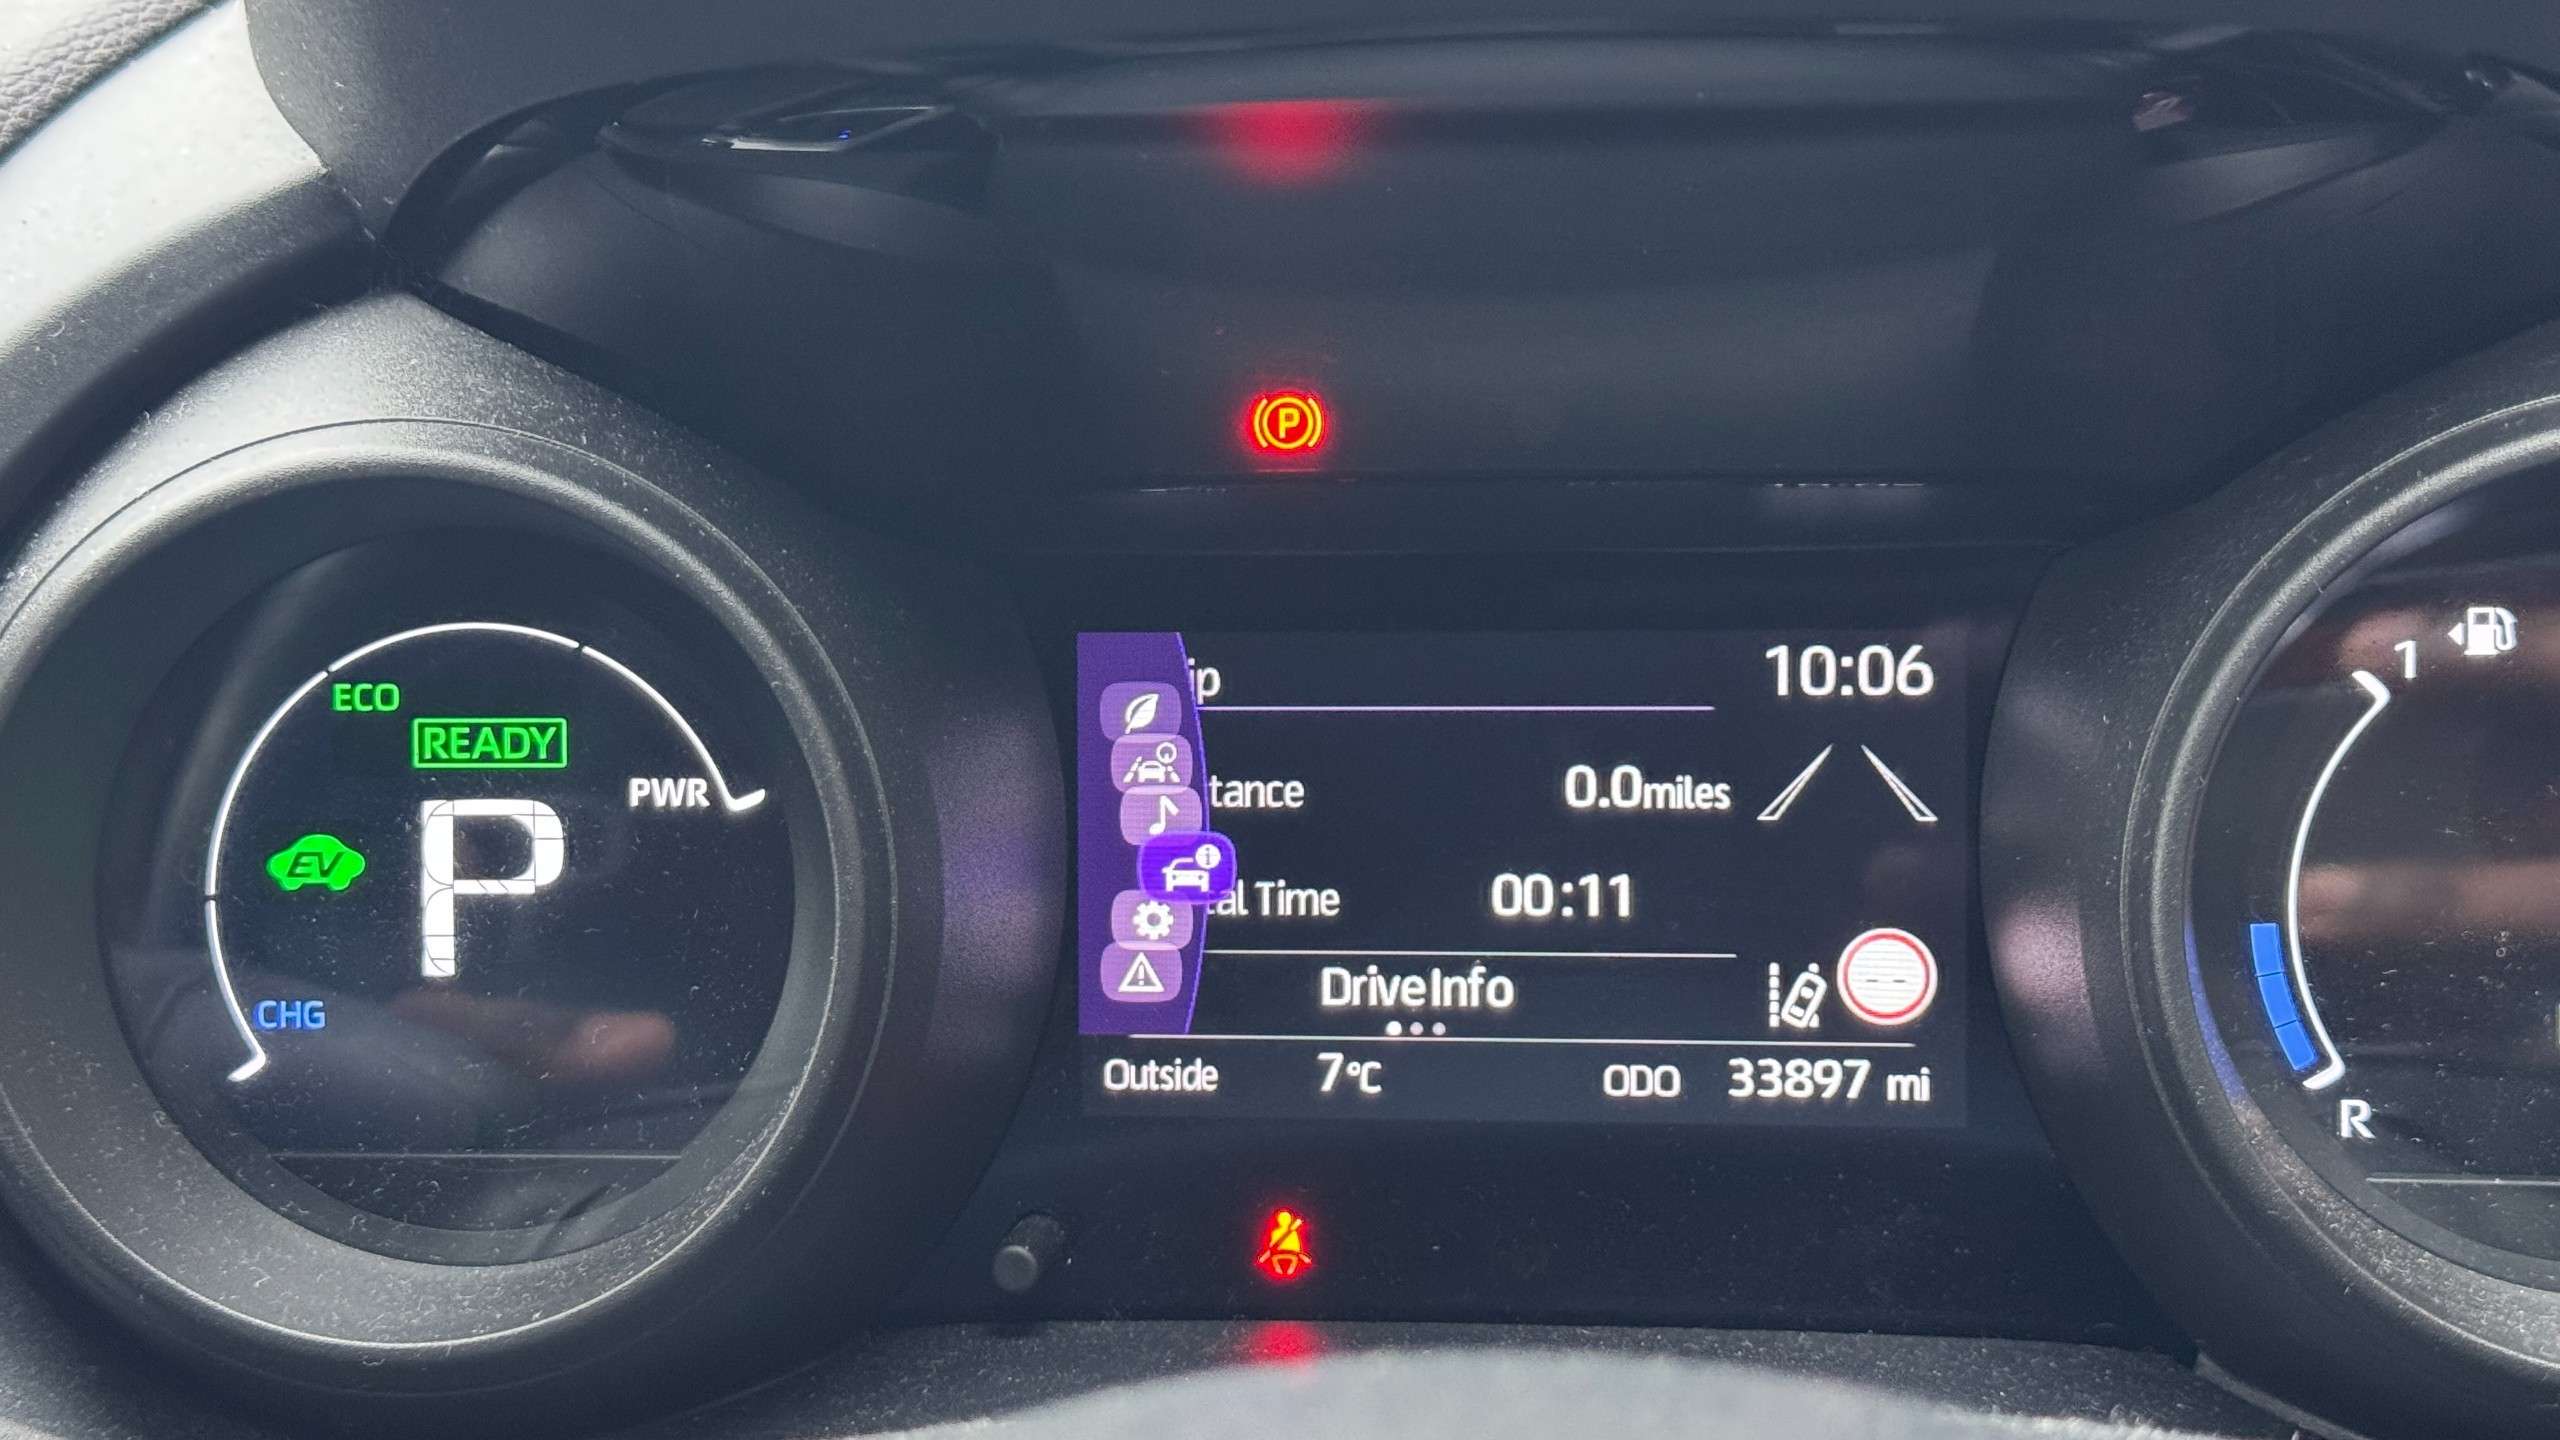 P
ECO
READY
PWR
EV
P
CHG
ip
10:06
tance 0.0miles
tal Time 00:11
Drive Info
Outside 7°C ODO 33897 mi
1
R